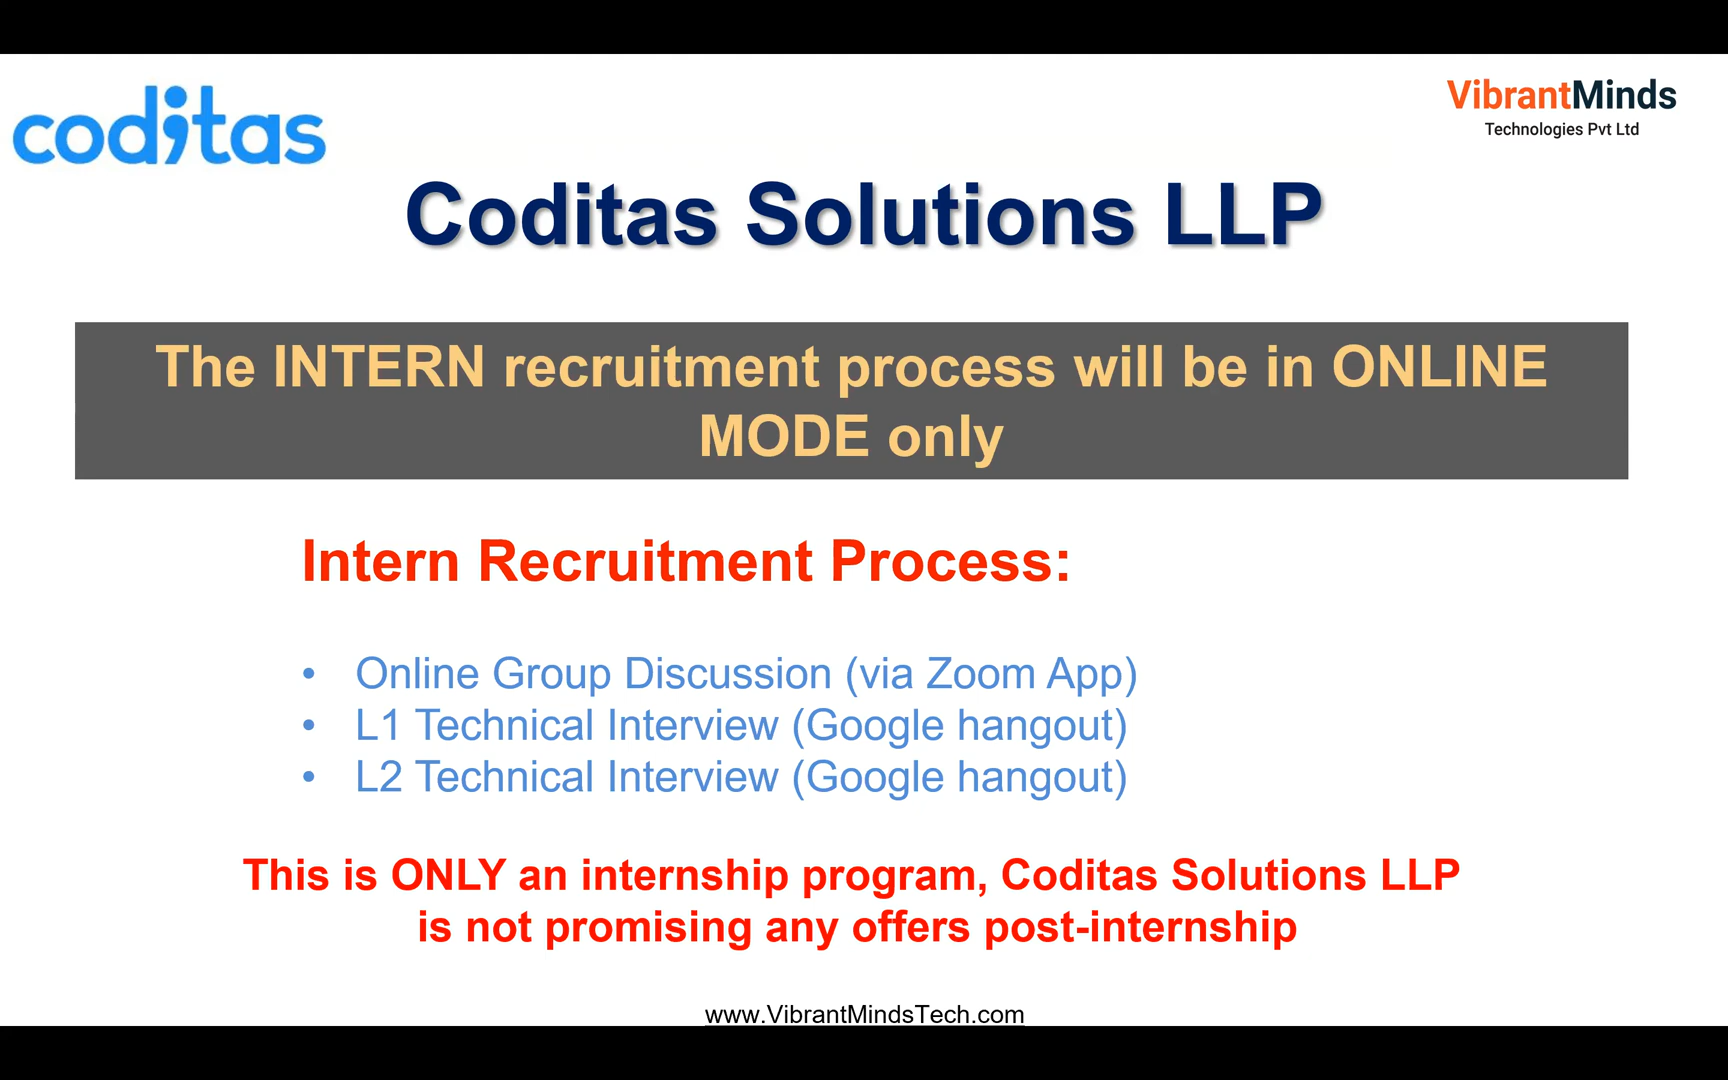 coditas
VibrantMinds
Technologies Pvt Ltd
Coditas Solutions LLP
The INTERN recruitment process will be in ONLINE
MODE only
Intern Recruitment Process:
• Online Group Discussion (via Zoom App)
• L1 Technical Interview (Google hangout)
• L2 Technical Interview (Google hangout)
This is ONLY an internship program, Coditas Solutions LLP
is not promising any offers post-internship
www.VibrantMindsTech.com